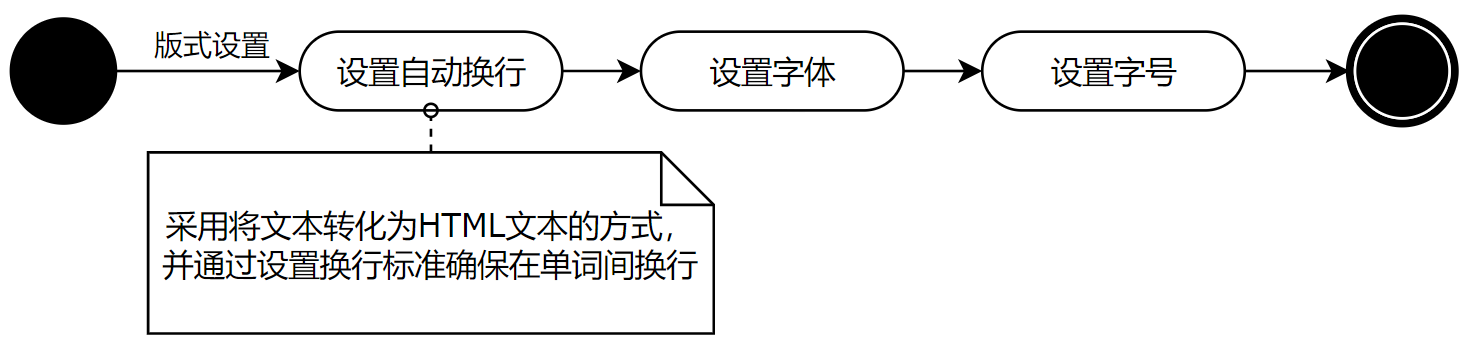 版式设置
设置自动换行
设置字体
设置字号
采用将文本转化为HTML文本的方式，
并通过设置换行标准确保在单词间换行